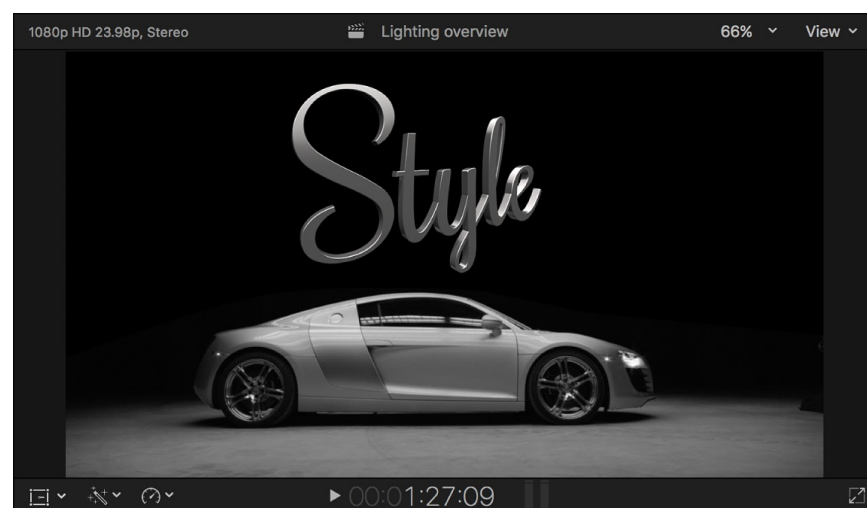 1080p HD 23.98p, Stereo
Lighting overview
66%
View
Style
00:01:27:09